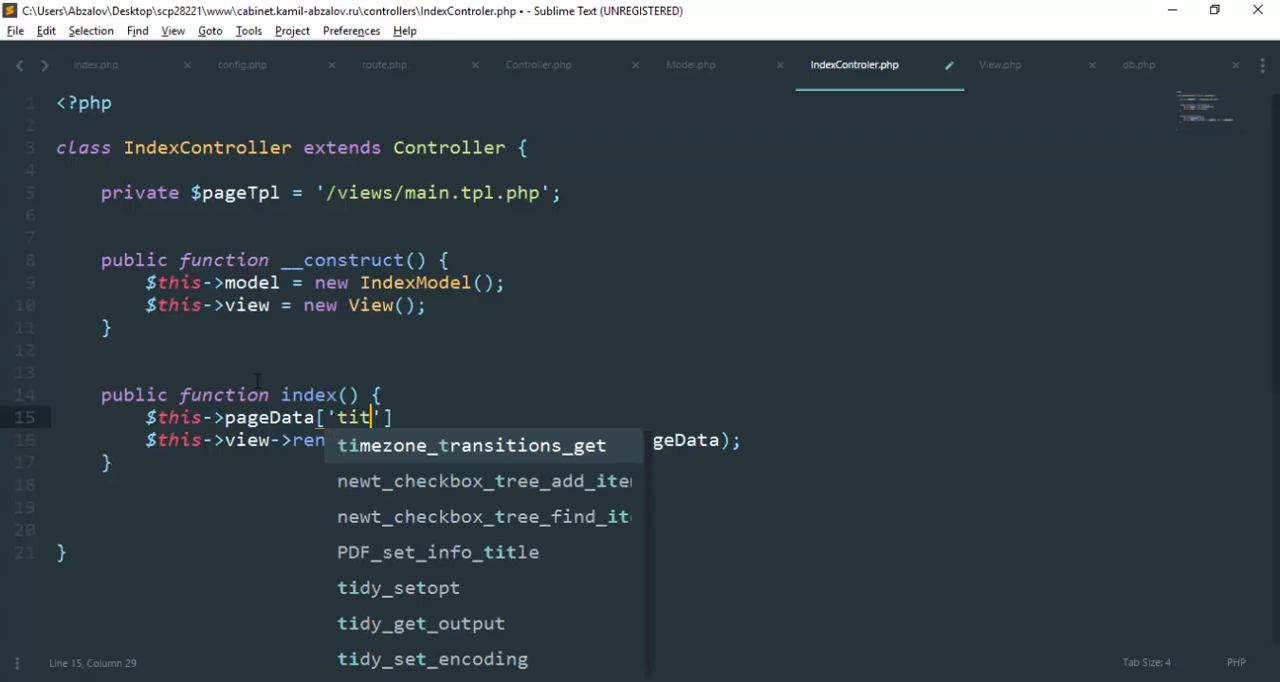 C:\Users\Abzalov\Desktop\scp28221\www\cabinet.kamil-abzalov.ru\controllers\IndexControler.php • - Sublime Text (UNREGISTERED)
File Edit Selection Find View Goto Tools Project Preferences Help
index.php config.php route.php Controller.php Model.php IndexControler.php View.php db.php
1 <?php
2
3 class IndexController extends Controller {
4
5 private $pageTpl = '/views/main.tpl.php';
6
7
8 public function __construct() {
9 $this->model = new IndexModel();
10 $this->view = new View();
11 }
12
13
14 public function index() {
15 $this->pageData['tit']
16 $this->view->ren geData);
timezone_transitions_get
17 }
18
newt_checkbox_tree_add_iter
19
newt_checkbox_tree_find_it
20
21 }
PDF_set_info_title
tidy_setopt
tidy_get_output
tidy_set_encoding
Line 15, Column 29 Tab Size: 4 PHP